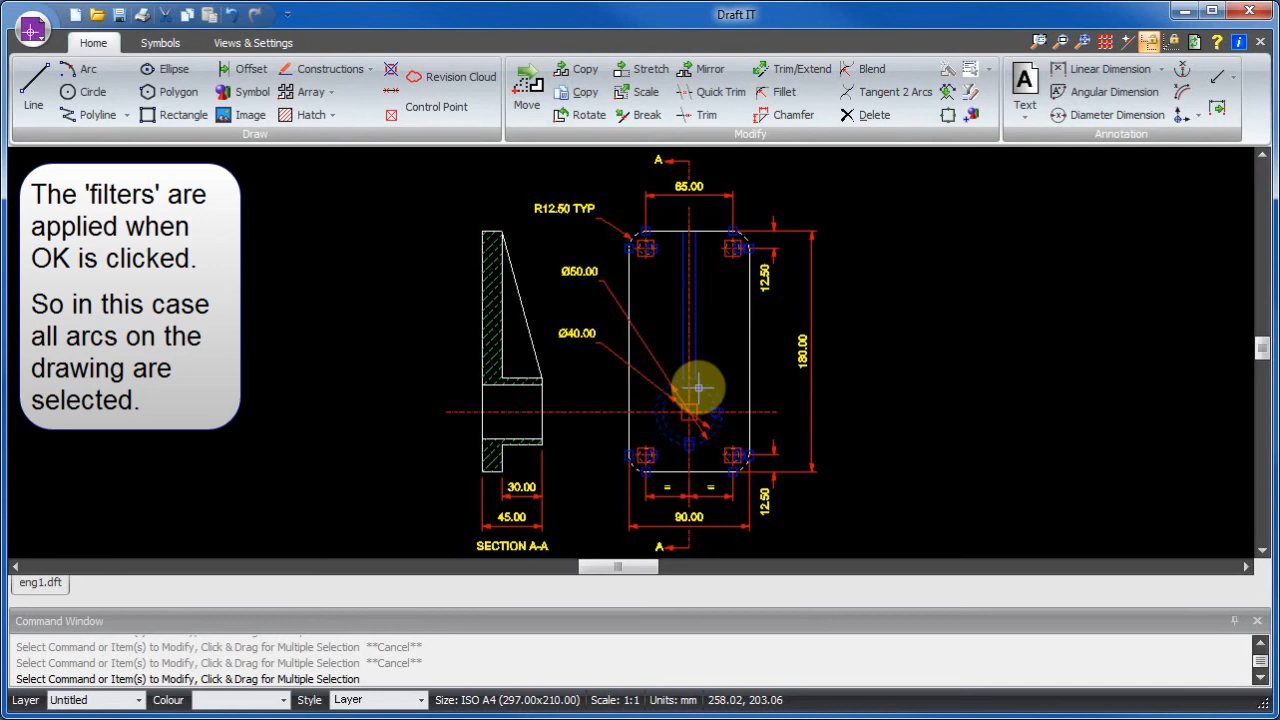 Draft IT
Home
Symbols
Views & Settings
Line
Arc
Circle
Polyline
Ellipse
Polygon
Rectangle
Offset
Symbol
Image
Constructions
Array
Hatch
Revision Cloud
Control Point
Draw
Move
Copy
Copy
Rotate
Stretch
Scale
Break
Mirror
Quick Trim
Trim
Trim/Extend
Fillet
Chamfer
Blend
Tangent 2 Arcs
Delete
Modify
A
Text
Linear Dimension
Angular Dimension
Diameter Dimension
Annotation
The 'filters' are
applied when
OK is clicked.
So in this case
all arcs on the
drawing are
selected.
A
65.00
R12.50 TYP
Ø50.00
12.50
Ø40.00
180.00
30.00
=
=
12.50
45.00
90.00
SECTION A-A
A
eng1.dft
Command Window
Select Command or Item(s) to Modify, Click & Drag for Multiple Selection **Cancel**
Select Command or Item(s) to Modify, Click & Drag for Multiple Selection **Cancel**
Select Command or Item(s) to Modify, Click & Drag for Multiple Selection
Layer Untitled Colour Style Layer Size: ISO A4 (297.00x210.00) Scale: 1:1 Units: mm 258.02, 203.06